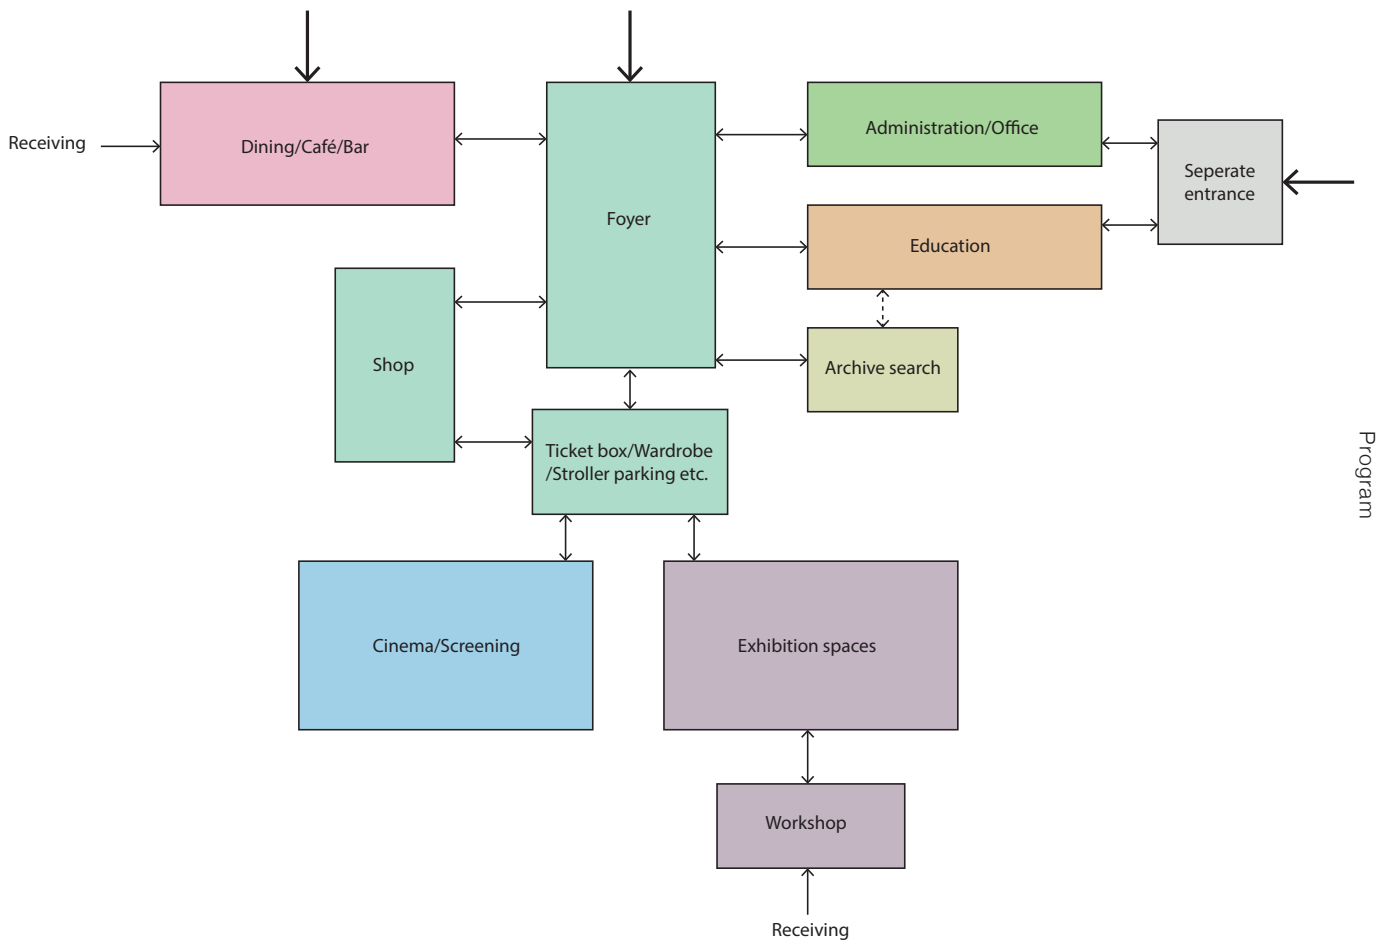 Receiving
Dining/Café/Bar
Foyer
Administration/Office
Seperate
entrance
Education
Shop
Archive search
Ticket box/Wardrobe
/Stroller parking etc.
Program
Cinema/Screening
Exhibition spaces
Workshop
Receiving